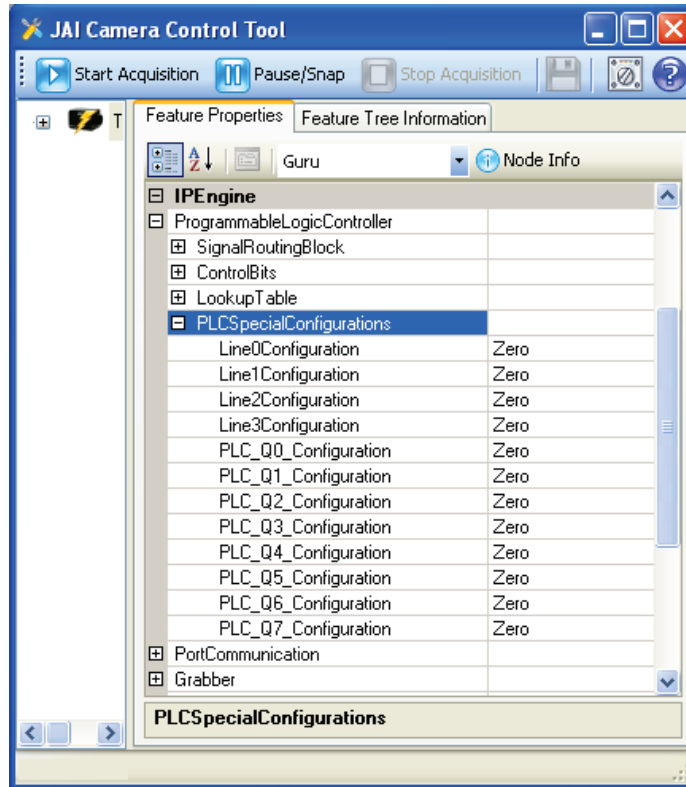 JAI Camera Control Tool
Start Acquisition Pause/Snap Stop Acquisition
T Feature Properties Feature Tree Information
Guru Node Info
IPEngine
ProgrammableLogicController
SignalRoutingBlock
ControlBits
LookupTable
PLCSpecialConfigurations
Line0Configuration Zero
Line1Configuration Zero
Line2Configuration Zero
Line3Configuration Zero
PLC_Q0_Configuration Zero
PLC_Q1_Configuration Zero
PLC_Q2_Configuration Zero
PLC_Q3_Configuration Zero
PLC_Q4_Configuration Zero
PLC_Q5_Configuration Zero
PLC_Q6_Configuration Zero
PLC_Q7_Configuration Zero
PortCommunication
Grabber
PLCSpecialConfigurations